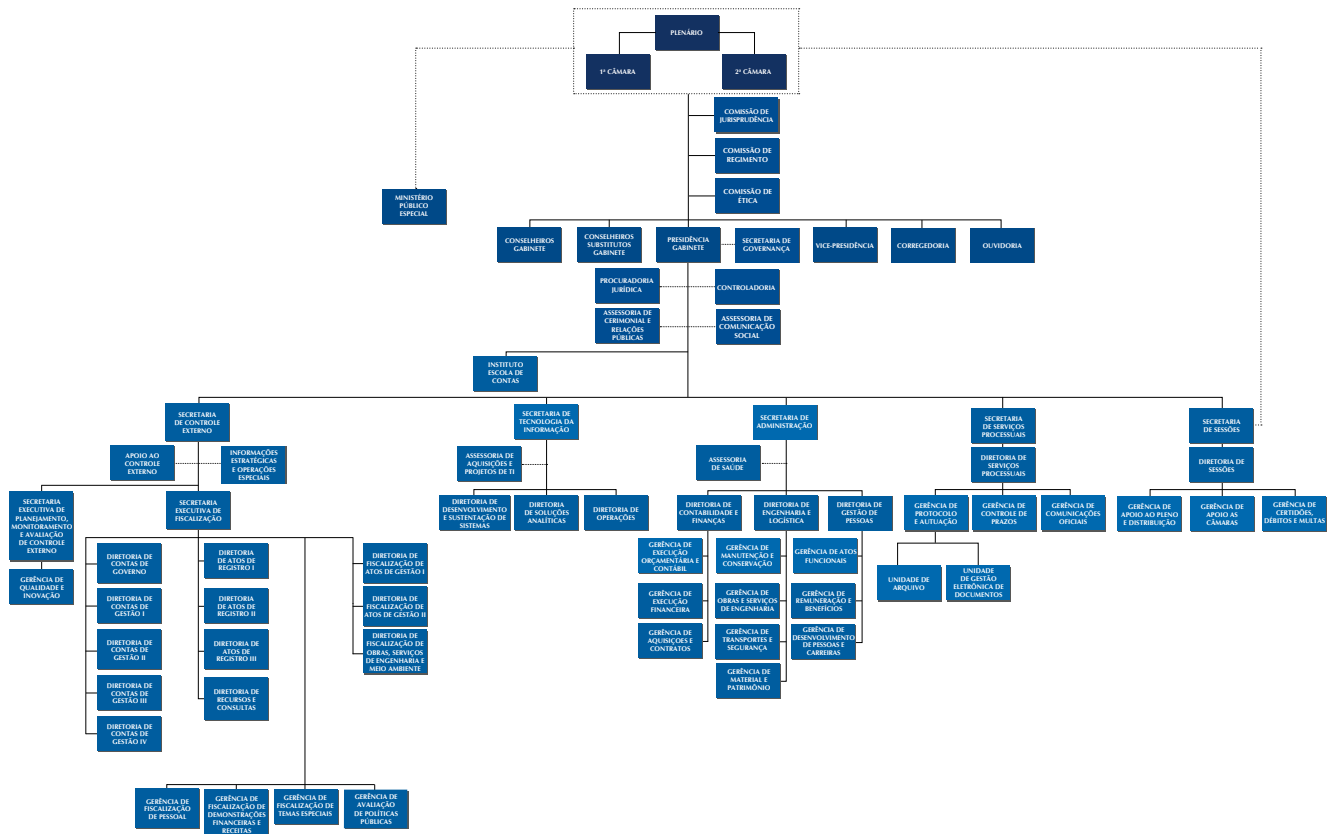 PLENÁRIO
1ª CÂMARA
2ª CÂMARA
COMISSÃO DE
JURISPRUDÊNCIA
COMISSÃO DE
REGIMENTO
COMISSÃO DE
ÉTICA
MINISTÉRIO
PÚBLICO
ESPECIAL
CONSELHEIROS
GABINETE
CONSELHEIROS
SUBSTITUTOS
GABINETE
PRESIDÊNCIA
GABINETE
SECRETARIA DE
GOVERNANÇA
VICE-PRESIDÊNCIA
CORREGEDORIA
OUVIDORIA
PROCURADORIA
JURÍDICA
CONTROLADORIA
ASSESSORIA DE
CERIMONIAL E
RELAÇÕES
PÚBLICAS
ASSESSORIA DE
COMUNICAÇÃO
SOCIAL
INSTITUTO
ESCOLA DE
CONTAS
SECRETARIA
DE CONTROLE
EXTERNO
SECRETARIA DE
TECNOLOGIA DA
INFORMAÇÃO
SECRETARIA DE
ADMINISTRAÇÃO
SECRETARIA
DE SERVIÇOS
PROCESSUAIS
SECRETARIA
DE SESSÕES
APOIO AO
CONTROLE
EXTERNO
INFORMAÇÕES
ESTRATÉGICAS
E OPERAÇÕES
ESPECIAIS
ASSESSORIA DE
AQUISIÇÕES E
PROJETOS DE TI
ASSESSORIA
DE SAÚDE
DIRETORIA
DE SERVIÇOS
PROCESSUAIS
DIRETORIA DE
SESSÕES
SECRETARIA
EXECUTIVA DE
PLANEJAMENTO,
MONITORAMENTO
E AVALIAÇÃO
DE CONTROLE
EXTERNO
SECRETARIA
EXECUTIVA DE
FISCALIZAÇÃO
DIRETORIA DE
DESENVOLVIMENTO
E SUSTENTAÇÃO DE
SISTEMAS
DIRETORIA
DE SOLUÇÕES
ANALÍTICAS
DIRETORIA DE
OPERAÇÕES
DIRETORIA DE
CONTABILIDADE E
FINANÇAS
DIRETORIA DE
ENGENHARIA E
LOGÍSTICA
DIRETORIA DE
GESTÃO DE
PESSOAS
GERÊNCIA DE
PROTOCOLO
E AUTUAÇÃO
GERÊNCIA DE
CONTROLE DE
PRAZOS
GERÊNCIA DE
COMUNICAÇÕES
OFICIAIS
GERÊNCIA
DE APOIO AO PLENO
E DISTRIBUIÇÃO
GERÊNCIA DE
APOIO AS
CÂMARAS
GERÊNCIA DE
CERTIDÕES,
DÉBITOS E MULTAS
GERÊNCIA DE
QUALIDADE E
INOVAÇÃO
DIRETORIA DE
CONTAS DE
GOVERNO
DIRETORIA
DE ATOS DE
REGISTRO I
DIRETORIA DE
FISCALIZAÇÃO DE
ATOS DE GESTÃO I
GERÊNCIA DE
EXECUÇÃO
ORÇAMENTÁRIA E
CONTÁBIL
GERÊNCIA DE
MANUTENÇÃO E
CONSERVAÇÃO
GERÊNCIA DE ATOS
FUNCIONAIS
UNIDADE DE
ARQUIVO
UNIDADE
DE GESTÃO
ELETRÔNICA DE
DOCUMENTOS
DIRETORIA DE
CONTAS DE
GESTÃO I
DIRETORIA
DE ATOS DE
REGISTRO II
DIRETORIA DE
FISCALIZAÇÃO DE
ATOS DE GESTÃO II
GERÊNCIA DE
EXECUÇÃO
FINANCEIRA
GERÊNCIA DE
OBRAS E SERVIÇOS
DE ENGENHARIA
GERÊNCIA DE
REMUNERAÇÃO E
BENEFÍCIOS
DIRETORIA DE
CONTAS DE
GESTÃO II
DIRETORIA DE
ATOS DE
REGISTRO III
DIRETORIA DE
FISCALIZAÇÃO DE
OBRAS, SERVIÇOS
DE ENGENHARIA E
MEIO AMBIENTE
GERÊNCIA DE
AQUISIÇOES E
CONTRATOS
GERÊNCIA DE
TRANSPORTES E
SEGURANÇA
GERÊNCIA DE
DESENVOLVIMENTO
DE PESSOAS E
CARREIRAS
DIRETORIA DE
CONTAS DE
GESTÃO III
DIRETORIA DE
RECURSOS E
CONSULTAS
GERÊNCIA DE
MATERIAL E
PATRIMÔNIO
DIRETORIA DE
CONTAS DE
GESTÃO IV
GERÊNCIA DE
FISCALIZAÇÃO
DE PESSOAL
GERÊNCIA DE
FISCALIZAÇÃO DE
DEMONSTRAÇÕES
FINANCEIRAS E
RECEITAS
GERÊNCIA DE
FISCALIZAÇÃO DE
TEMAS ESPECIAIS
GERÊNCIA DE
AVALIAÇÃO
DE POLÍTICAS
PÚBLICAS